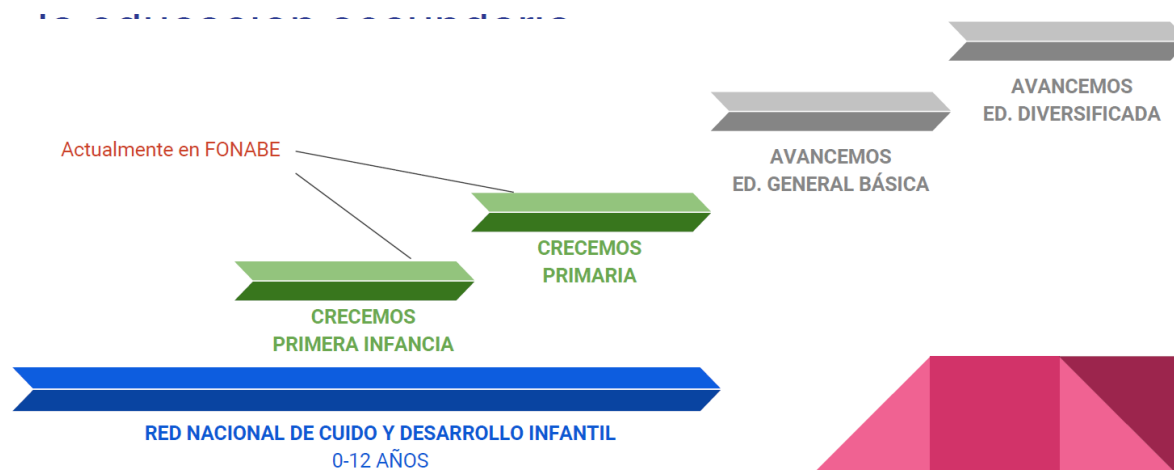 AVANCEMOS
ED. DIVERSIFICADA
Actualmente en FONABE
AVANCEMOS
ED. GENERAL BÁSICA
CRECEMOS
PRIMARIA
CRECEMOS
PRIMERA INFANCIA
RED NACIONAL DE CUIDO Y DESARROLLO INFANTIL
0-12 AÑOS